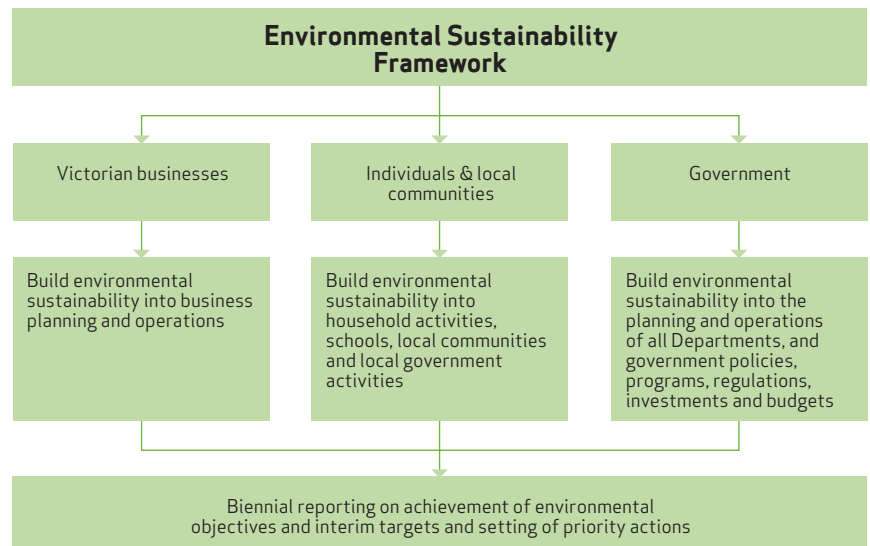 Environmental Sustainability
Framework
Victorian businesses
Individuals & local
communities
Government
Build environmental
sustainability into business
planning and operations
Build environmental
sustainability into
household activities,
schools, local communities
and local government
activities
Build environmental
sustainability into the
planning and operations
of all Departments, and
government policies,
programs, regulations,
investments and budgets
Biennial reporting on achievement of environmental
objectives and interim targets and setting of priority actions